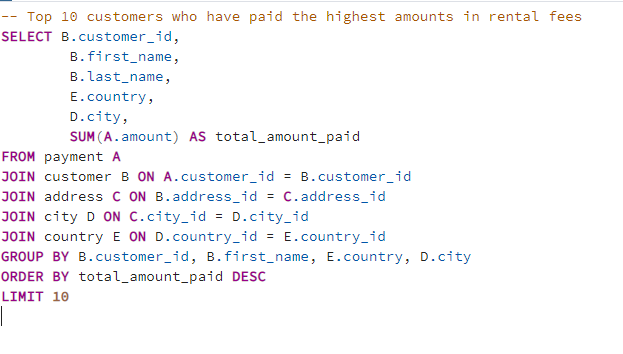 -- Top 10 customers who have paid the highest amounts in rental fees
SELECT B.customer_id,
        B.first_name,
        B.last_name,
        E.country,
        D.city,
        SUM(A.amount) AS total_amount_paid
FROM payment A
JOIN customer B ON A.customer_id = B.customer_id
JOIN address C ON B.address_id = C.address_id
JOIN city D ON C.city_id = D.city_id
JOIN country E ON D.country_id = E.country_id
GROUP BY B.customer_id, B.first_name, E.country, D.city
ORDER BY total_amount_paid DESC
LIMIT 10